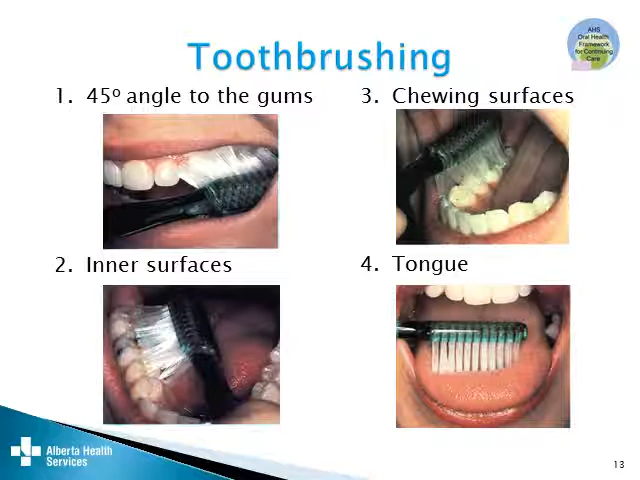 AHS
Oral Health
Framework
for Continuing
Care
Toothbrushing
1. 45º angle to the gums
2. Inner surfaces
3. Chewing surfaces
4. Tongue
Alberta Health
Services
13